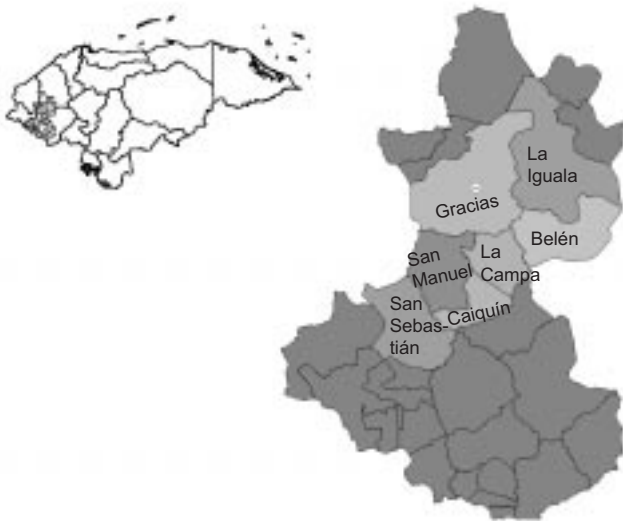 La
Iguala
Gracias
Belén
San
Manuel
La
Campa
San
Sebas-
tián
Caiquín